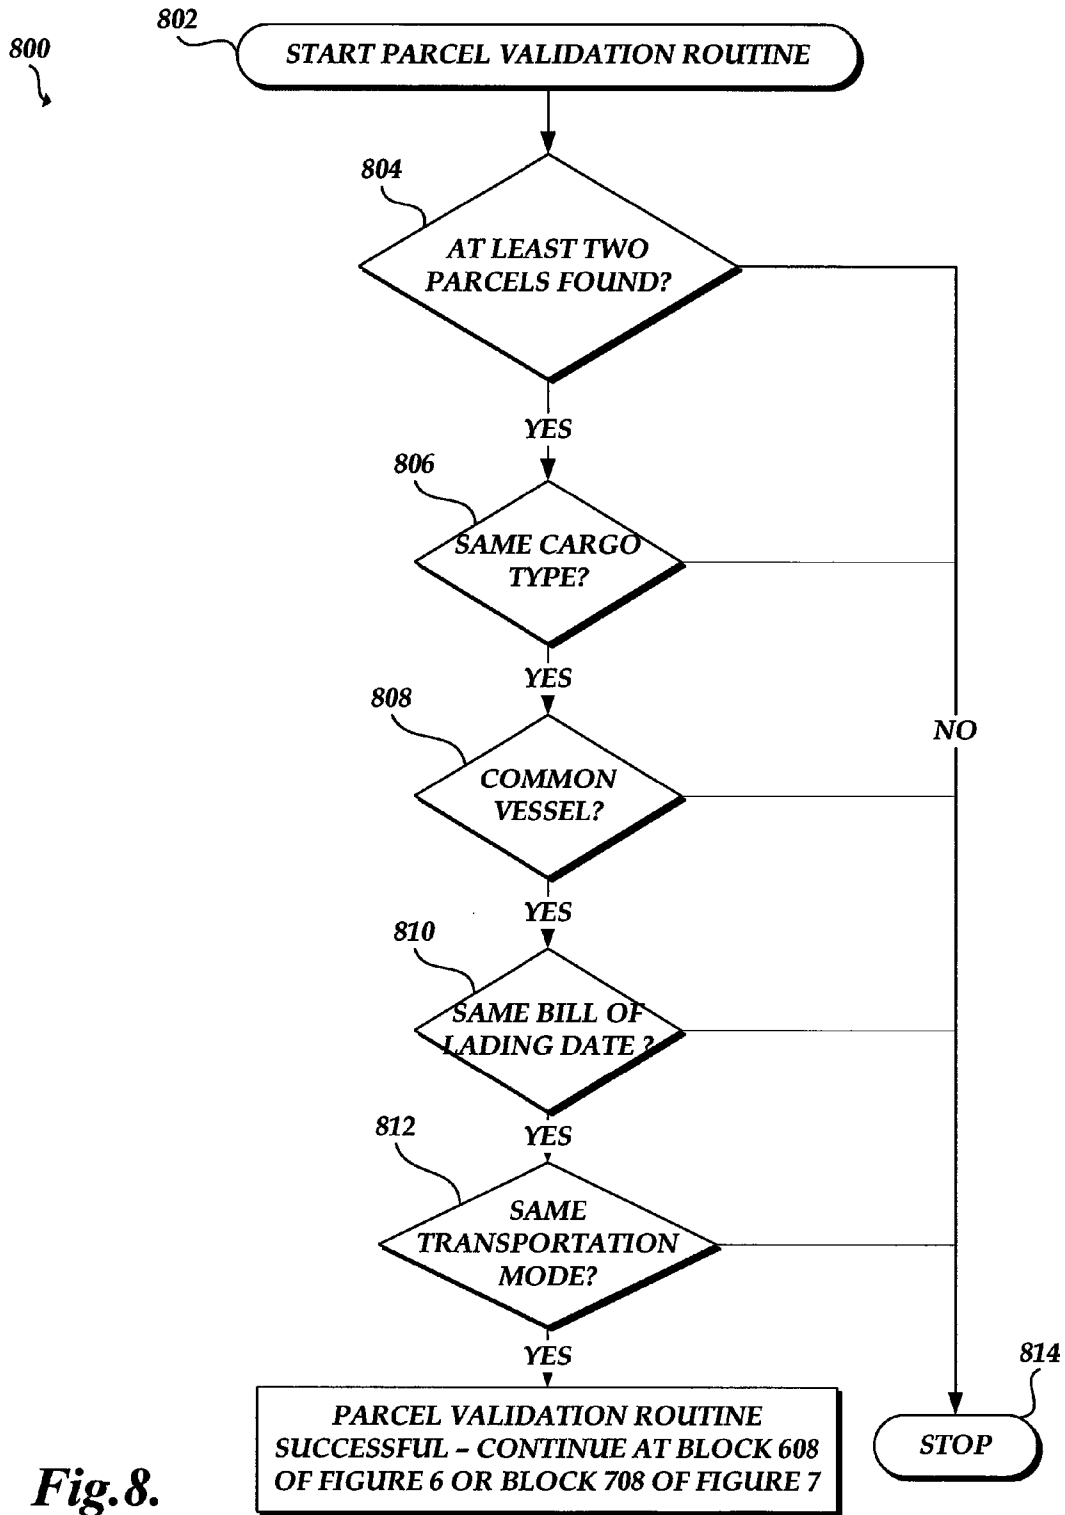 802
800
START PARCEL VALIDATION ROUTINE
804
AT LEAST TWO
PARCELS FOUND?
YES
806
SAME CARGO
TYPE?
YES
808
NO
COMMON
VESSEL?
YES
810
SAME BILL OF
LADING DATE ?
YES
812
SAME
TRANSPORTATION
MODE?
YES
814
PARCEL VALIDATION ROUTINE
SUCCESSFUL – CONTINUE AT BLOCK 608
OF FIGURE 6 OR BLOCK 708 OF FIGURE 7
STOP
Fig.8.